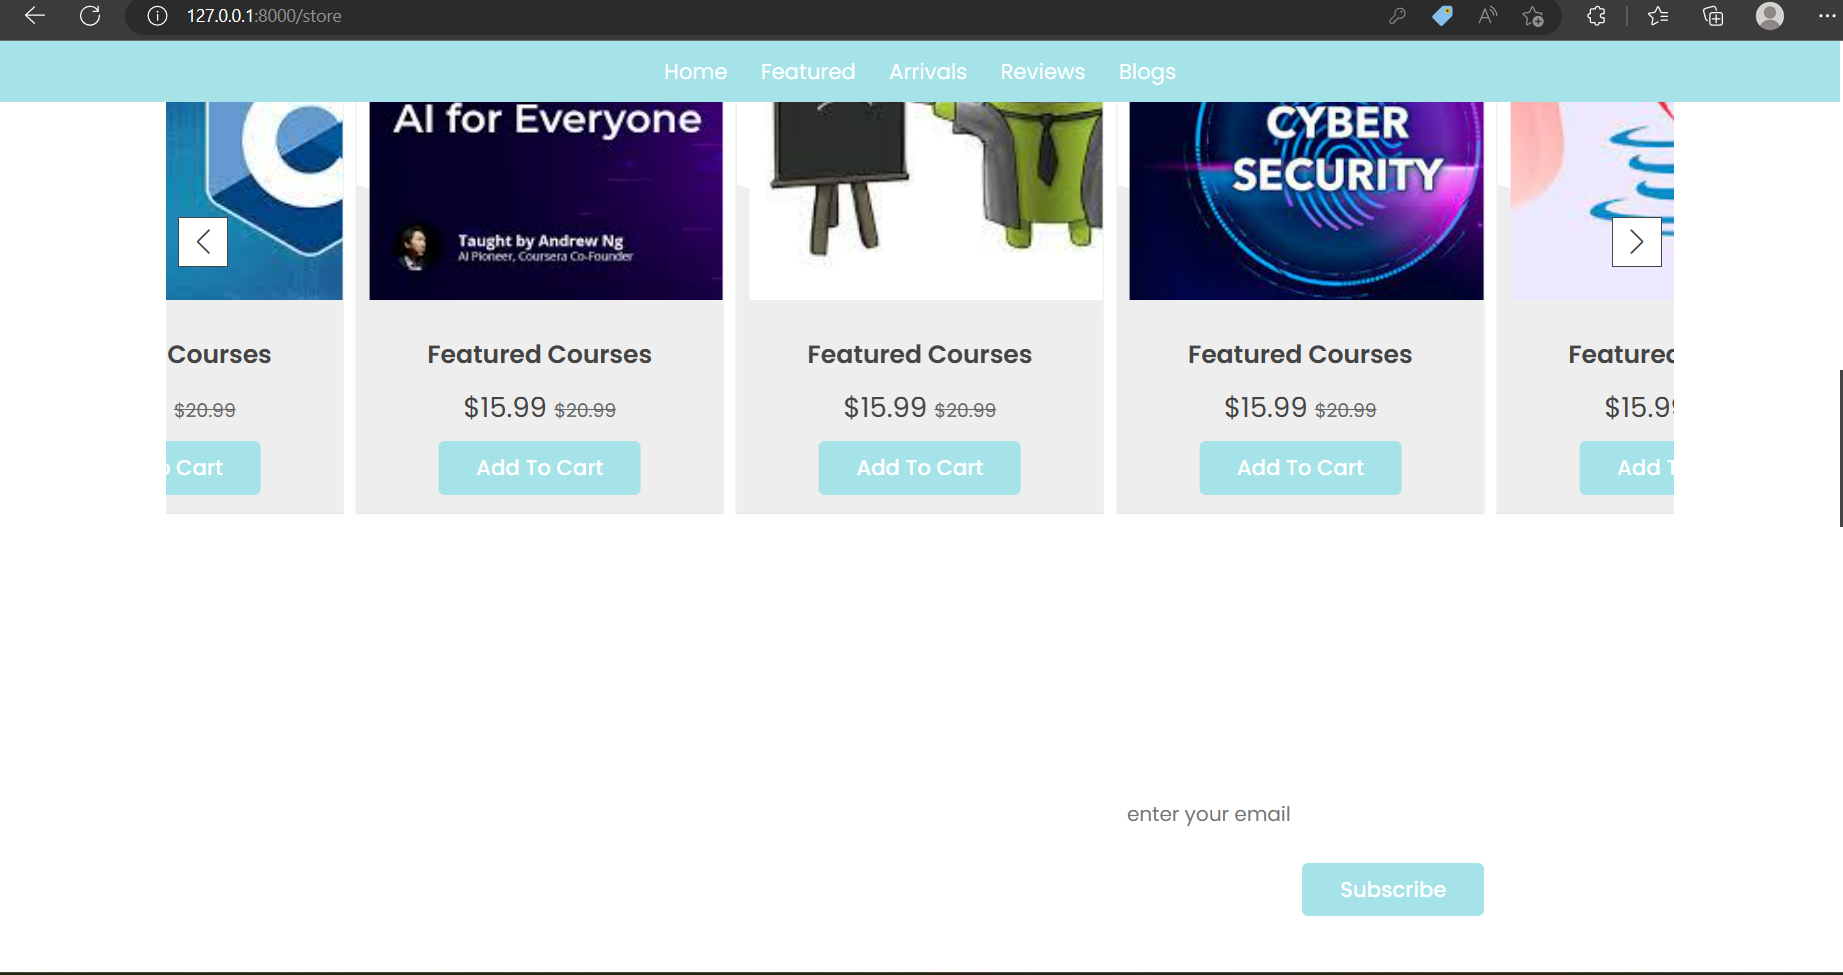 127.0.0.1:8000/store
Home Featured Arrivals Reviews Blogs
C
AI for Everyone
Taught by Andrew Ng
AI Pioneer, Coursera Co-Founder
CYBER
SECURITY
Courses Featured Courses Featured Courses Featured Courses Featured
$20.99 $15.99 $20.99 $15.99 $20.99 $15.99 $20.99 $15.99
o Cart Add To Cart Add To Cart Add To Cart Add T
enter your email
Subscribe